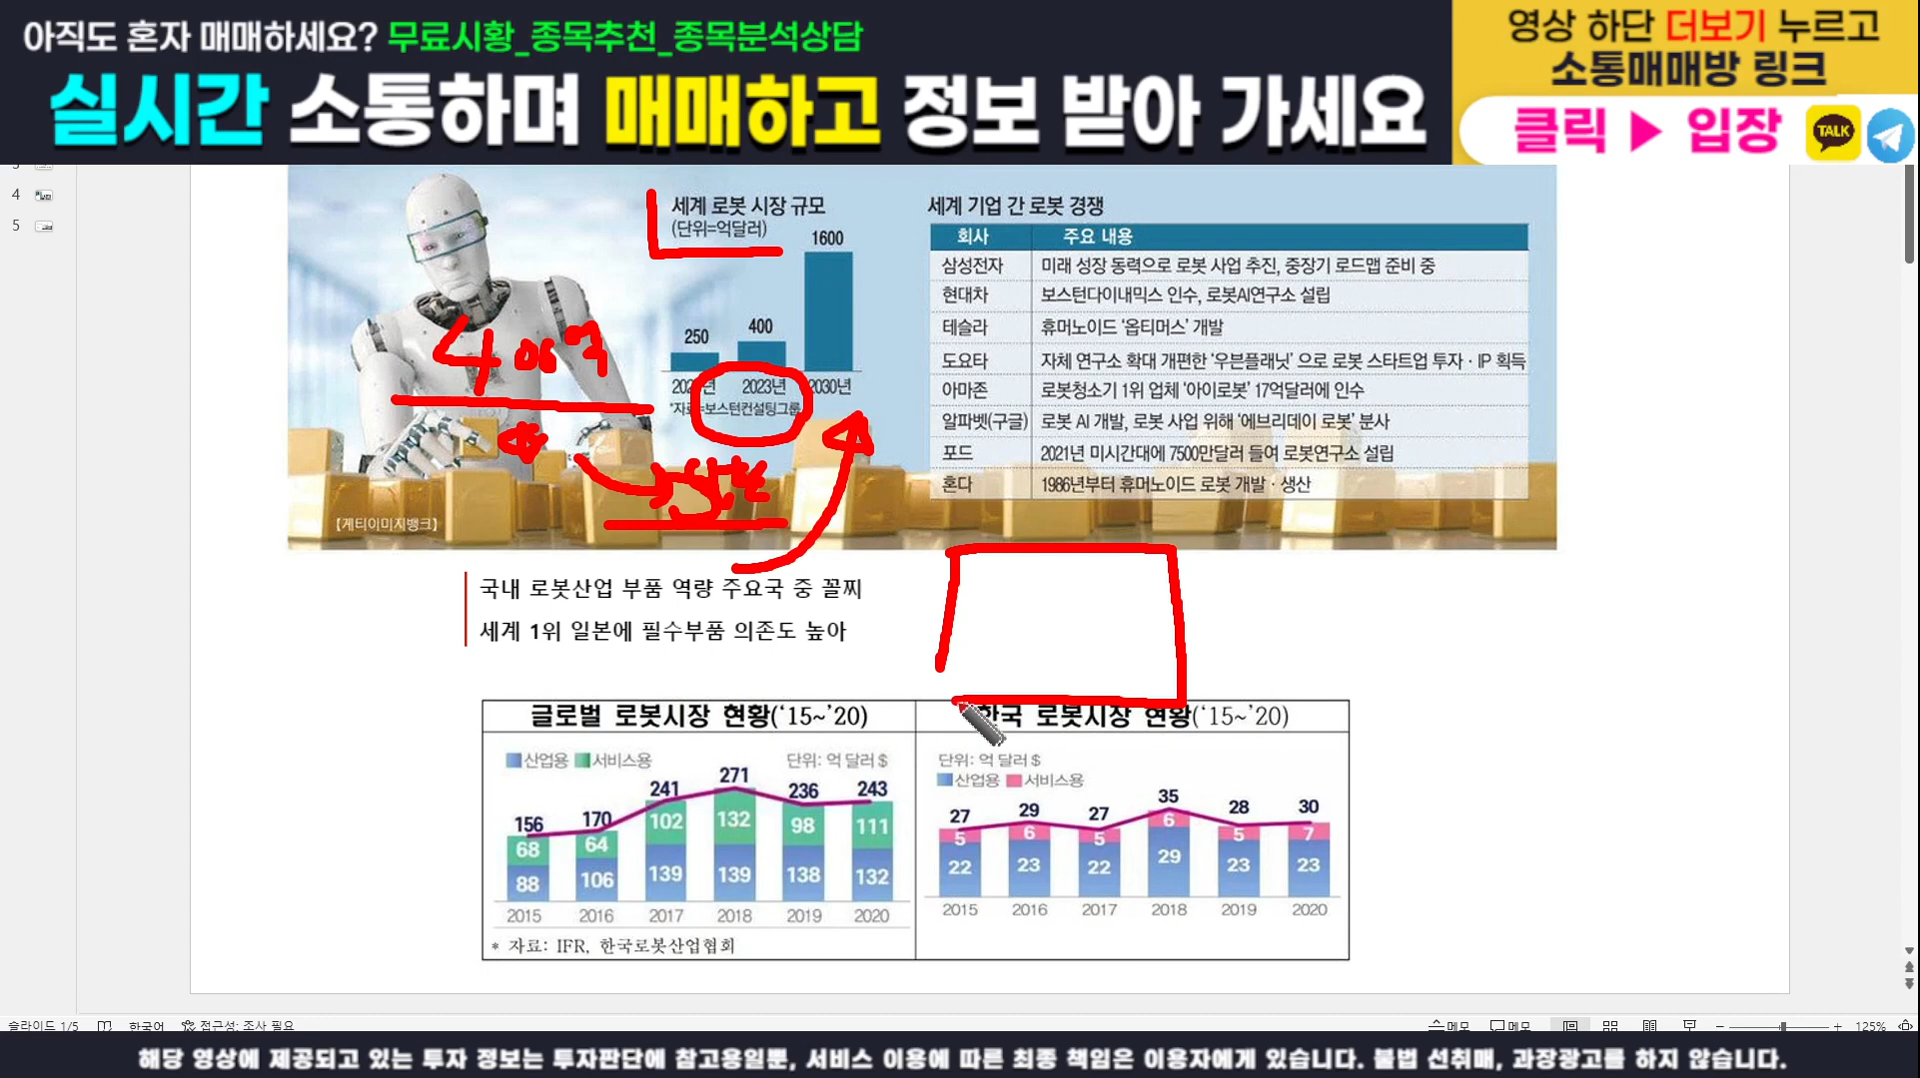 아직도 혼자 매매하세요? 무료시황_종목추천_종목분석상담
실시간 소통하며 매매하고 정보 받아 가세요
영상 하단 더보기 누르고
소통매매방 링크
클릭 ▶ 입장
TALK
4
5
세계 로봇 시장 규모
(단위=억달러)
250
400
1600
2023년
2030년
보스턴컨설팅그룹
【게티이미지뱅크】
세계 기업 간 로봇 경쟁
회사 주요 내용
삼성전자 미래 성장 동력으로 로봇 사업 추진, 중장기 로드맵 준비 중
현대차 보스턴다이내믹스 인수, 로봇AI연구소 설립
테슬라 휴머노이드 ‘옵티머스’ 개발
도요타 자체 연구소 확대 개편한 ‘우븐플래닛’ 으로 로봇 스타트업 투자 · IP 획득
아마존 로봇청소기 1위 업체 ‘아이로봇’ 17억달러에 인수
알파벳(구글) 로봇 AI 개발, 로봇 사업 위해 ‘에브리데이 로봇’ 분사
포드 2021년 미시간대에 7500만달러 들여 로봇연구소 설립
혼다 1986년부터 휴머노이드 로봇 개발 · 생산
국내 로봇산업 부품 역량 주요국 중 꼴찌
세계 1위 일본에 필수부품 의존도 높아
글로벌 로봇시장 현황(‘15~’20)
산업용 서비스용 단위: 억 달러 $
156 170 241 271 236 243
68 64 102 132 98 111
88 106 139 139 138 132
2015 2016 2017 2018 2019 2020
* 자료: IFR, 한국로봇산업협회
한국 로봇시장 현황(‘15~’20)
단위: 억 달러 $
산업용 서비스용
27 29 27 35 28 30
5 6 5 6 5 7
22 23 22 29 23 23
2015 2016 2017 2018 2019 2020
슬라이드 1/5 한국어 접근성: 조사 필요
메모 메모 125%
해당 영상에 제공되고 있는 투자 정보는 투자판단에 참고용일뿐, 서비스 이용에 따른 최종 책임은 이용자에게 있습니다. 불법 선취매, 과장광고를 하지 않습니다.